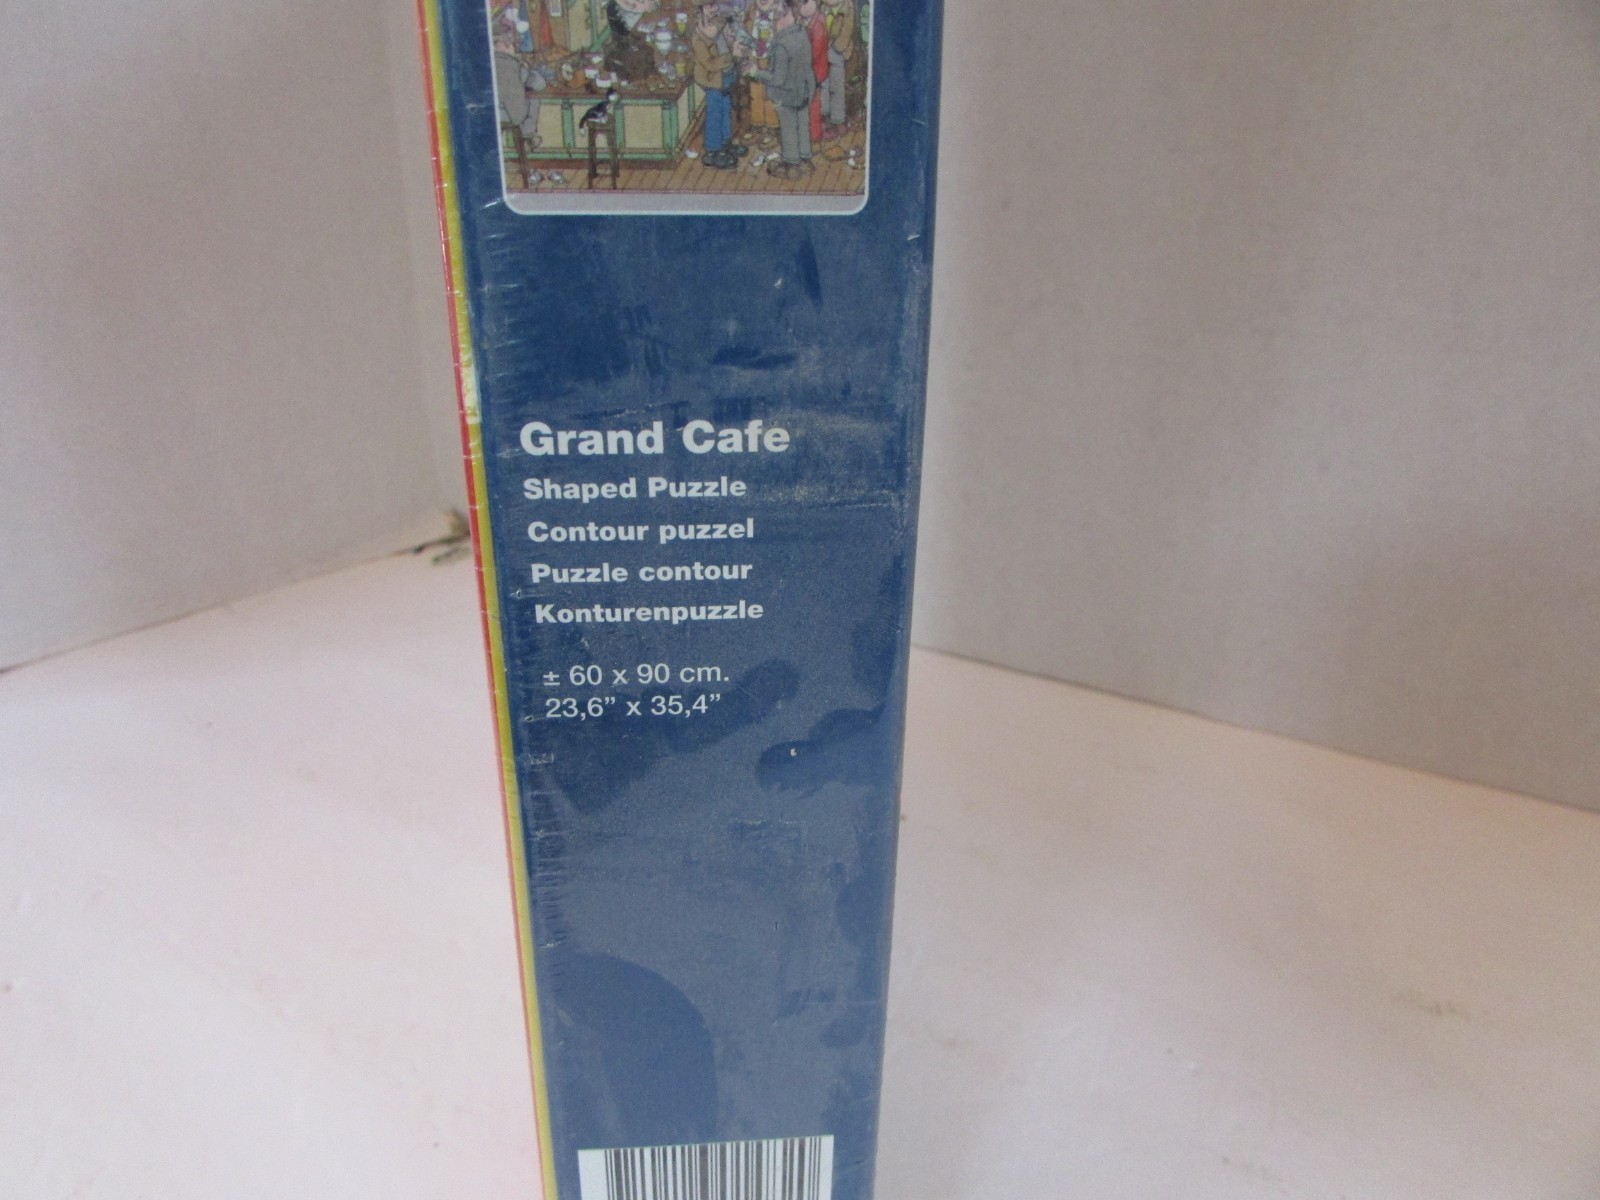 Grand Cafe
Shaped Puzzle
Contour puzzel
Puzzle contour
Konturenpuzzle
± 60 x 90 cm.
23,6” x 35,4”